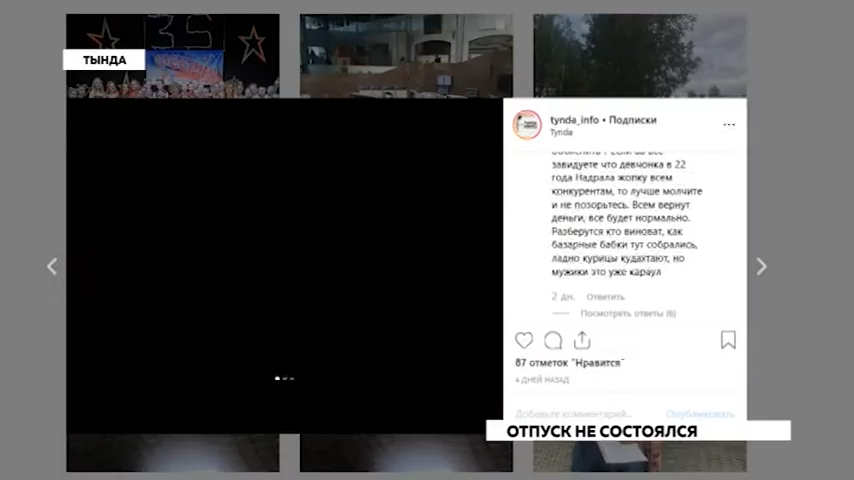 35
ТЫНДА
tynda_info • Подписки
Tynda
завидуете что девчонка в 22
года Надрала жопку всем
конкурентам, то лучше молчите
и не позорьтесь. Всем вернут
деньги, все будет нормально.
Разберутся кто виноват, как
базарные бабки тут собрались,
ладно курицы кудахтают, но
мужики это уже караул
2 дн. Ответить
Посмотреть ответы (6)
87 отметок "Нравится"
4 ДНЕЙ НАЗАД
Добавьте комментарий... Опубликовать
ОТПУСК НЕ СОСТОЯЛСЯ